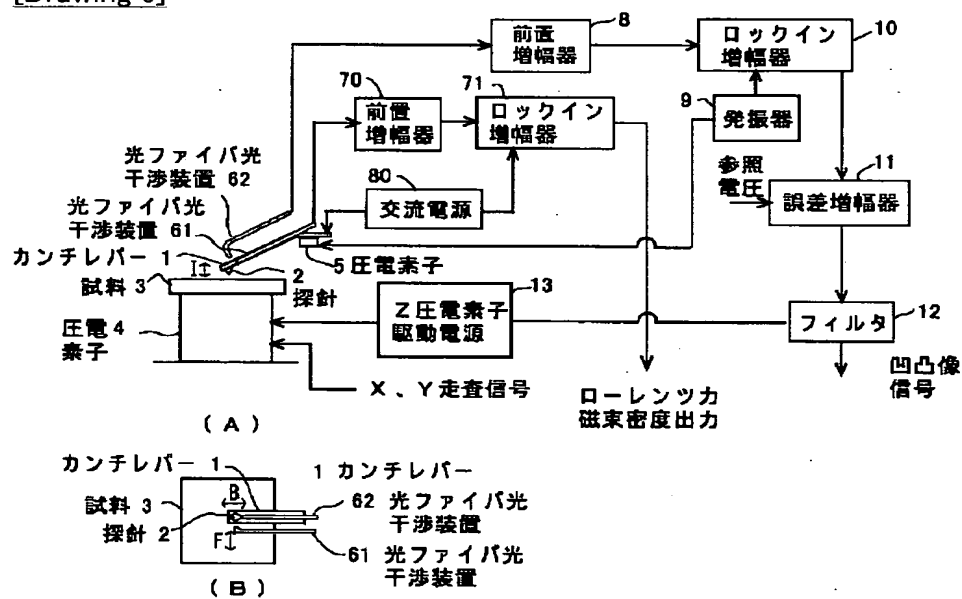 8
前置
増幅器
ロックイン
増幅器
10
70
前置
増幅器
71
ロックイン
増幅器
9
発振器
光ファイバ光
干渉装置 62
80
交流電源
参照
電圧
11
誤差増幅器
光ファイバ光
干渉装置 61
カンチレバー 1
I
2
探針
5 圧電素子
試料 3
13
Z圧電素子
駆動電源
フィルタ
12
圧電 4
素子
X、Y走査信号
凹凸像
信号
ローレンツ力
磁束密度出力
(A)
カンチレバー 1
1 カンチレバー
試料 3
B
62 光ファイバ光
干渉装置
探針 2
F
61 光ファイバ光
干渉装置
(B)